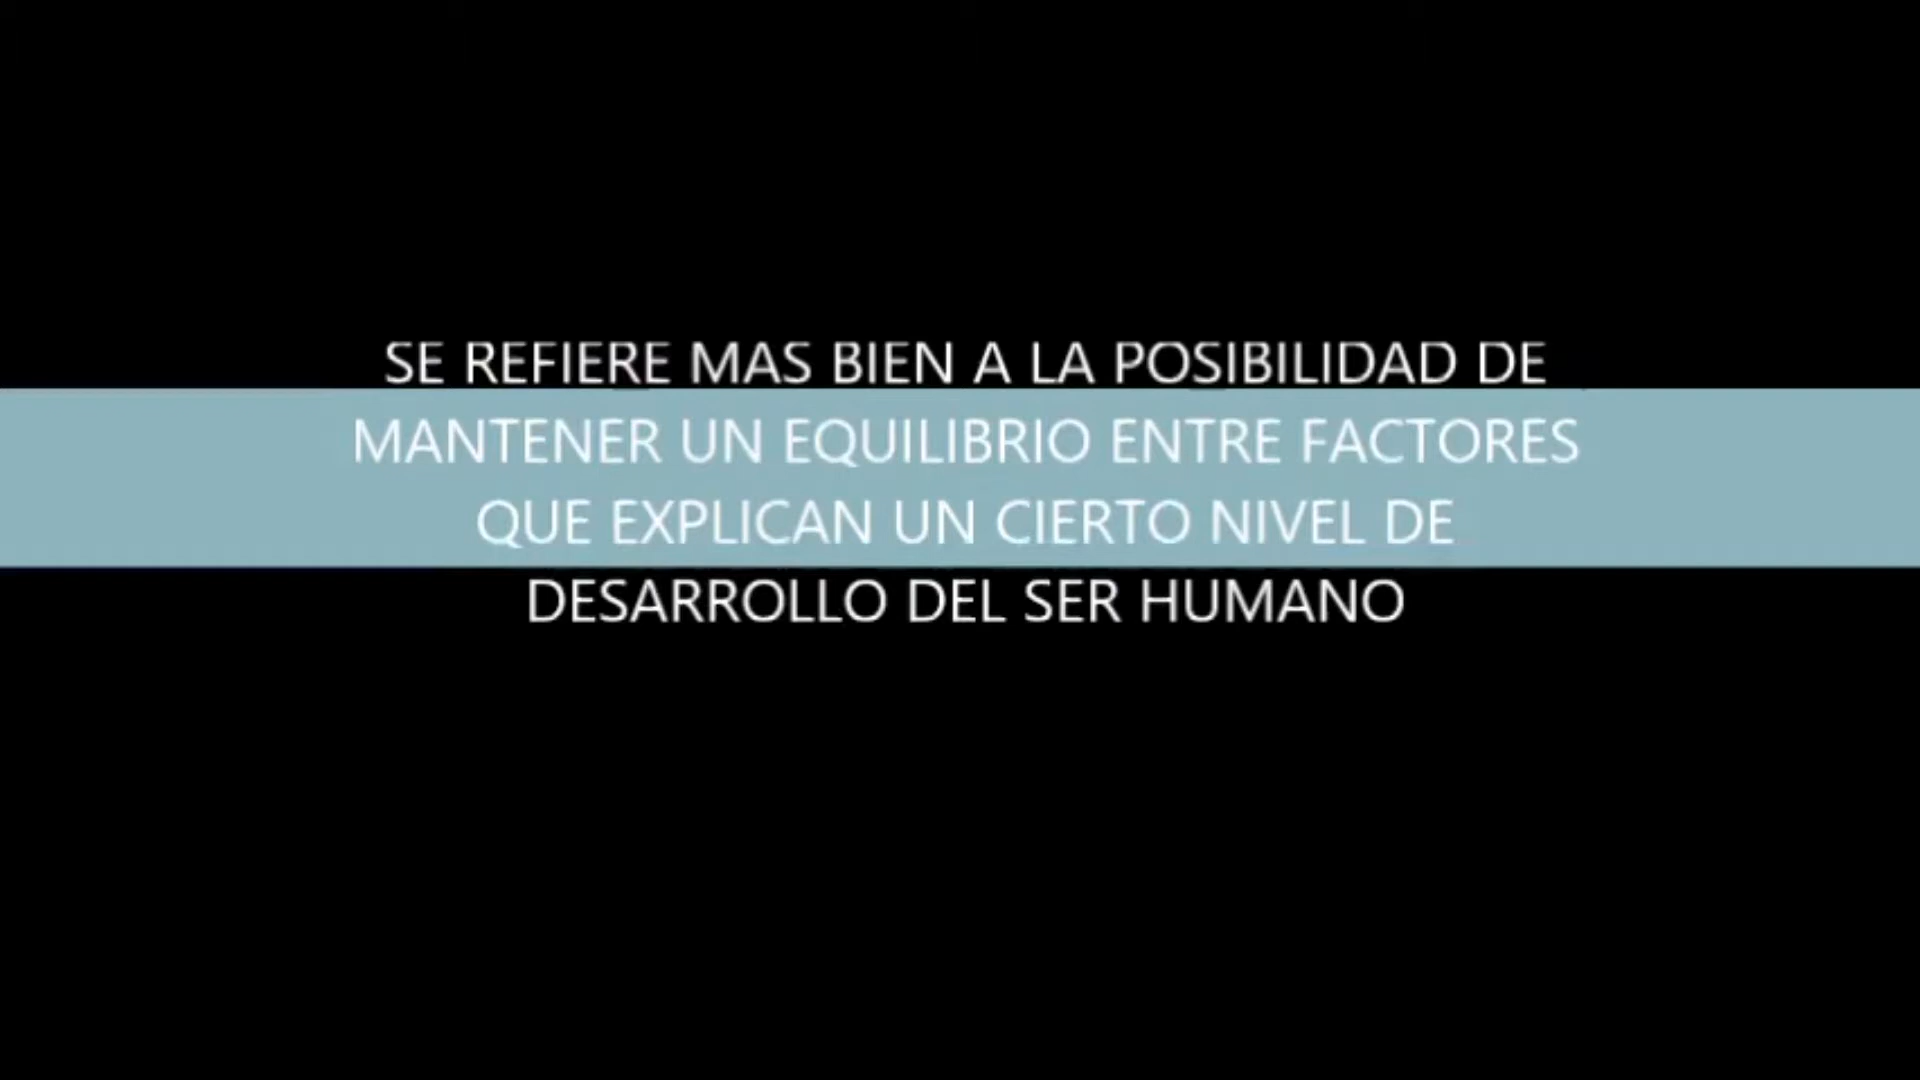 SE REFIERE MAS BIEN A LA POSIBILIDAD DE
MANTENER UN EQUILIBRIO ENTRE FACTORES
QUE EXPLICAN UN CIERTO NIVEL DE
DESARROLLO DEL SER HUMANO